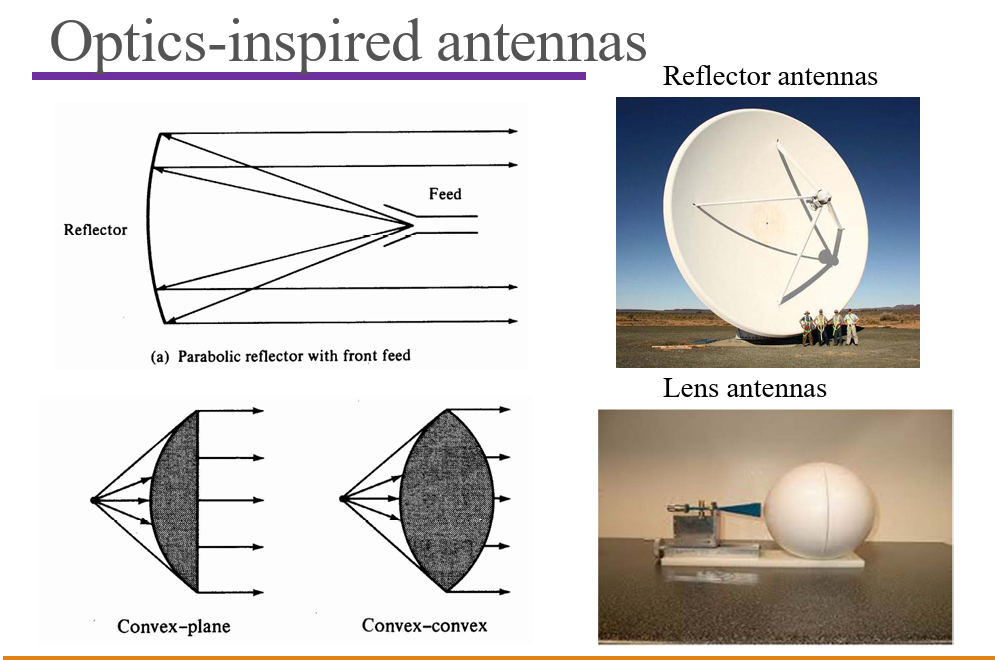 Optics-inspired antennas
Reflector antennas
Feed
Reflector
(a) Parabolic reflector with front feed
Lens antennas
Convex–plane
Convex–convex